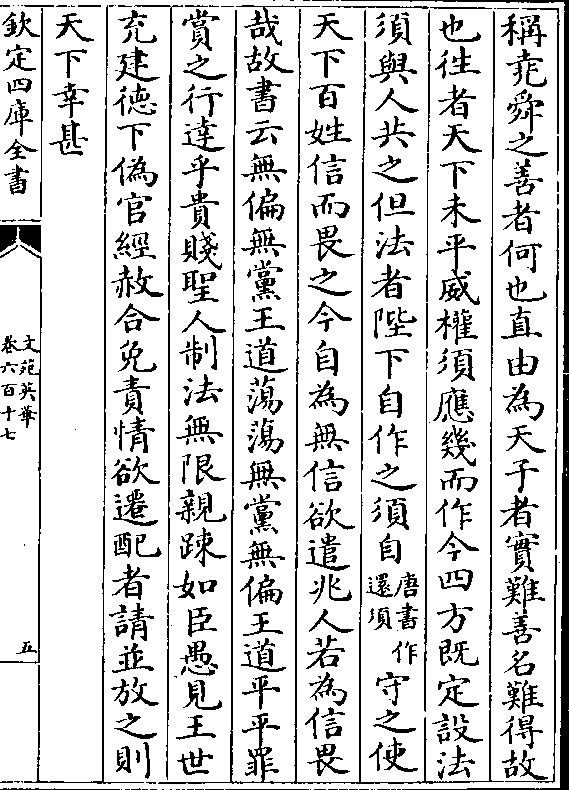 稱堯舜之善者何也直由為天子者實難善名難得故
也徃者天下未平威權須應幾而作今四方既定設法
須與人共之但法者陛下自作之須自唐書作還項守之使
天下百姓信而畏之今自為無信欲遣兆人若為信畏
哉故書云無偏無黨王道蕩蕩無黨無偏王道平平罪
賞之行達乎貴賤聖人制法無限親踈如臣愚見王世
充建德下偽官經赦合免責情欲遷配者請並放之則
天下幸甚
欽定四庫全書
文苑英華
卷六百十七
五